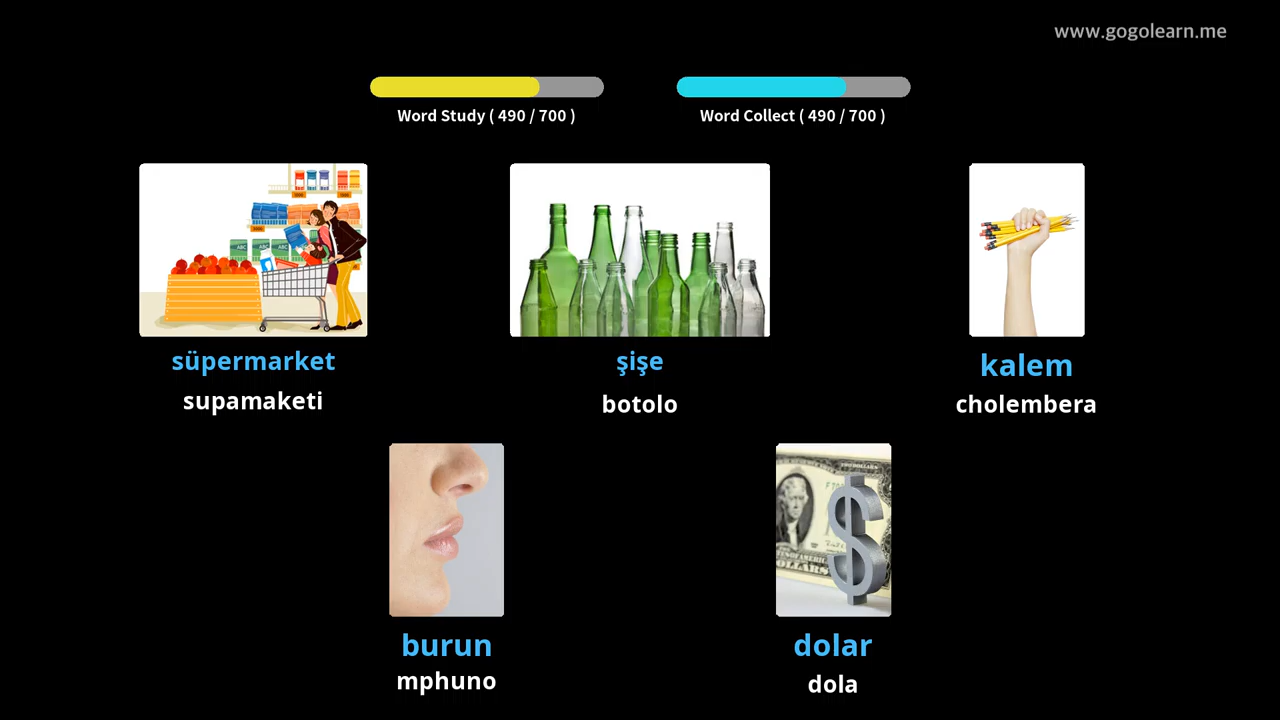 www.gogolearn.me
Word Study ( 490 / 700 )
Word Collect ( 490 / 700 )
süpermarket
supamaketi
şişe
botolo
kalem
cholembera
burun
mphuno
dolar
dola